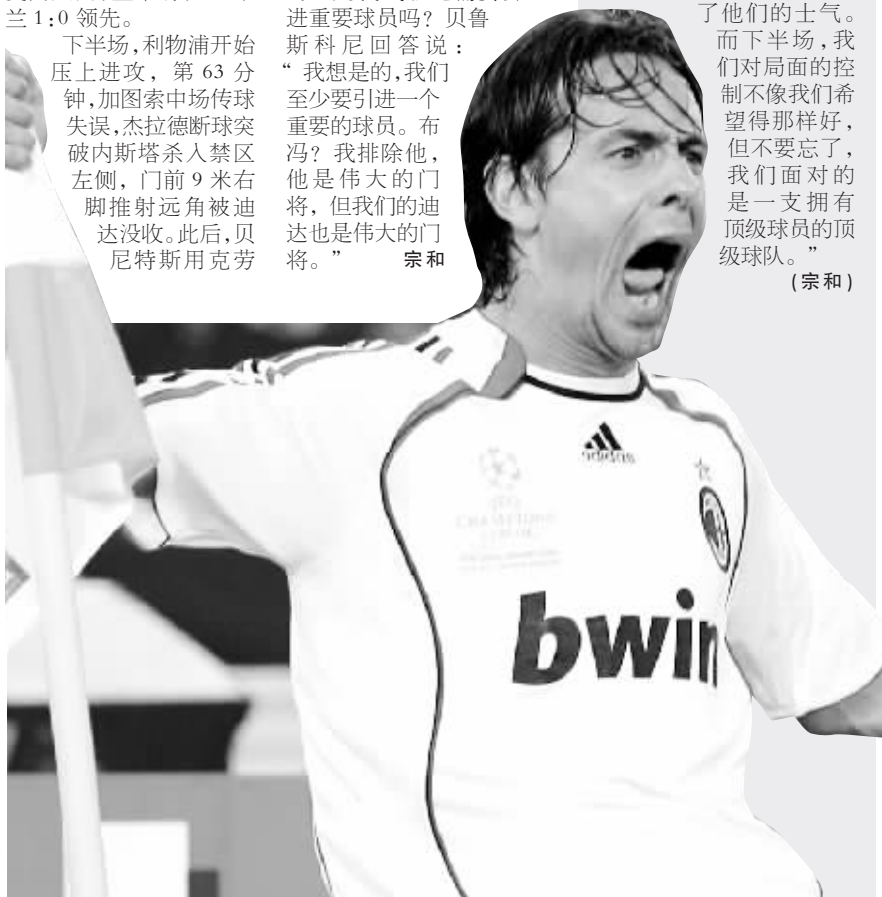 兰 1:0 领先。
下半场,利物浦开始
压上进攻, 第 63 分
钟,加图索中场传球
失误,杰拉德断球突
破内斯塔杀入禁区
左侧, 门前 9 米右
脚推射远角被迪
达没收。此后,贝
尼特斯用克劳
进重要球员吗? 贝鲁
斯科尼回答说:
“我想是的,我们
至少要引进一个
重要的球员。布
冯? 我排除他,
他是伟大的门
将, 但我们的迪
达也是伟大的门
将。” 宗和
了他们的士气。
而下半场,我
们对局面的控
制不像我们希
望得那样好,
但不要忘了,
我们面对的
是一支拥有
顶级球员的顶
级球队。”
(宗和)
adidas
CHAMPIONS
bwin